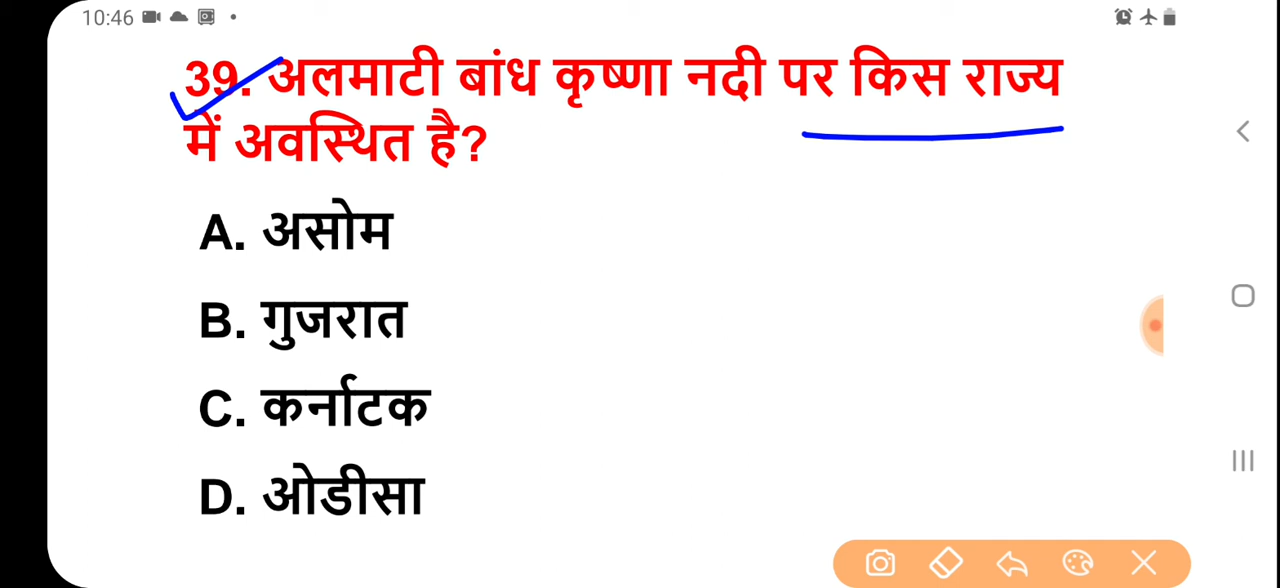 10:46
39. अलमाटी बांध कृष्णा नदी पर किस राज्य
में अवस्थित है?
A. असोम
B. गुजरात
C. कर्नाटक
D. ओडीसा